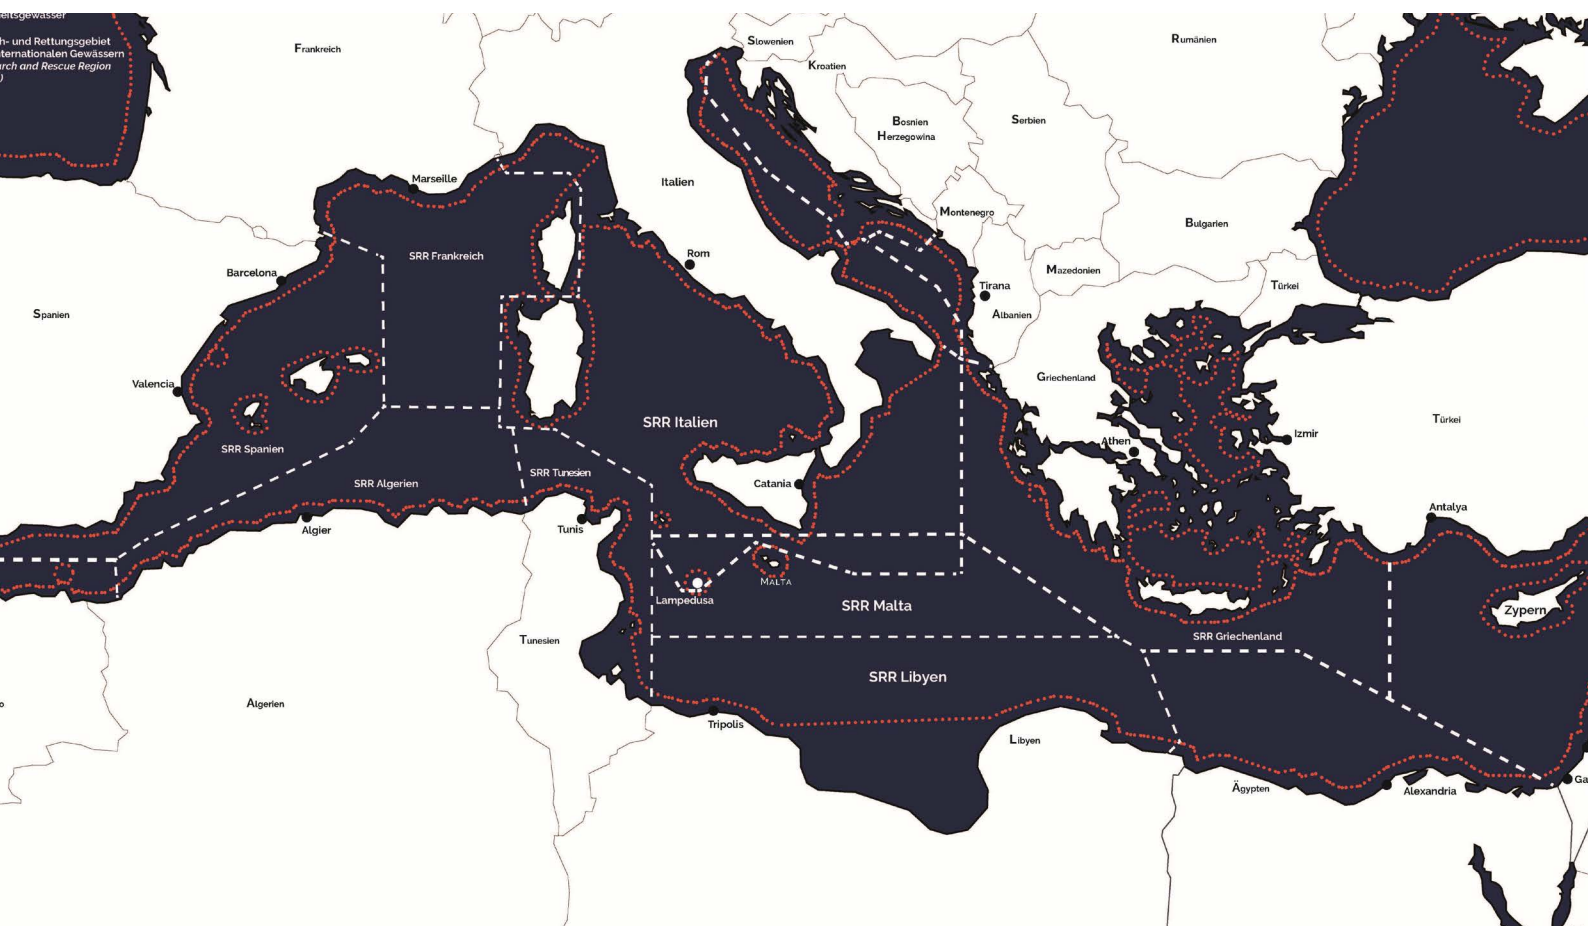 h- und Rettungsgebiet
nternationalen Gewässern
rch and Rescue Region
)
Frankreich
Slowenien
Kroatien
Rumänien
Bosnien
Herzegowina
Serbien
Marseille
Italien
Montenegro
Bulgarien
SRR Frankreich
Rom
Barcelona
Mazedonien
Tirana
Türkei
Spanien
Albanien
Valencia
Griechenland
Türkei
SRR Italien
Izmir
SRR Spanien
Athen
SRR Tunesien
SRR Algerien
Catania
Antalya
Algier
Tunis
Malta
Lampedusa
SRR Malta
Zypern
SRR Griechenland
Tunesien
SRR Libyen
Algerien
o
Tripolis
Libyen
Ga
Ägypten
Alexandria